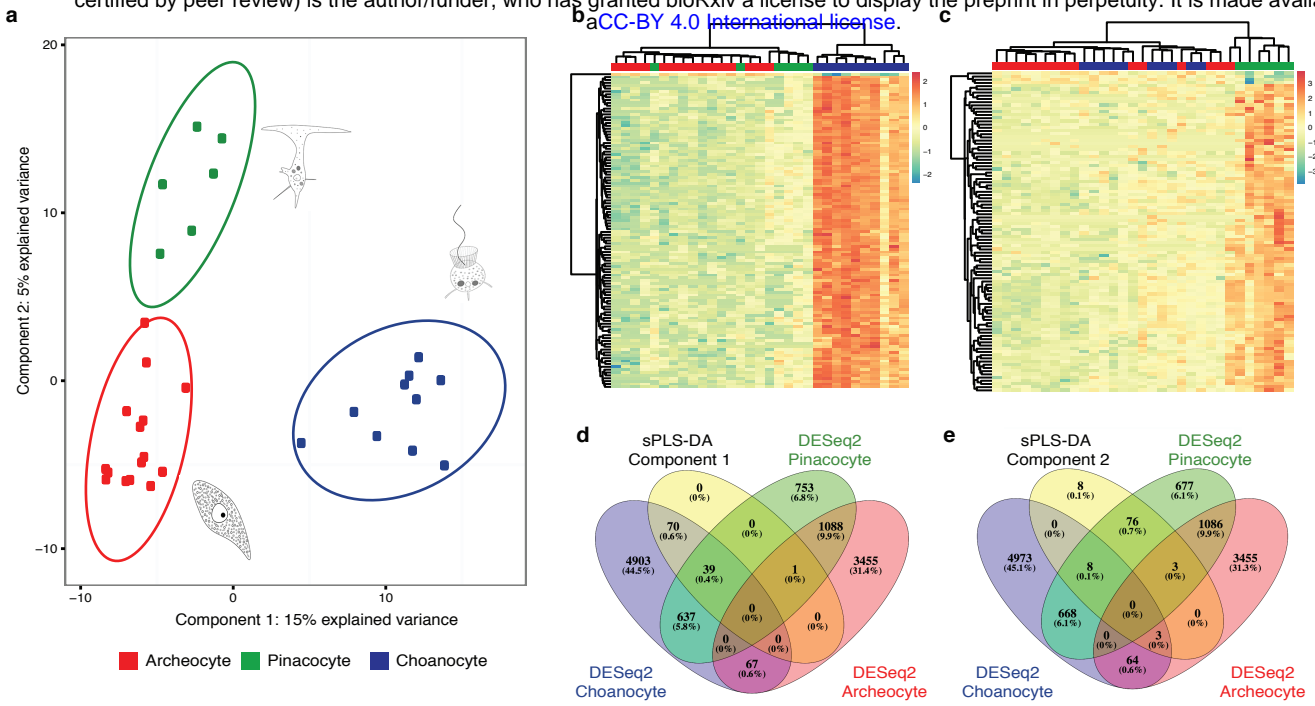 certified by peer review) is the author/funder, who has granted bioRxiv a license to display the preprint in perpetuity. It is made
aCC-BY 4.0 International license.
a
20
10
0
−10
−10
0
10
Component 2: 5% explained variance
Component 1: 15% explained variance
Archeocyte
Pinacocyte
Choanocyte
b
2
1
0
−1
−2
c
3
2
1
0
−1
−2
−3
d
sPLS-DA
Component 1
DESeq2
Pinacocyte
0
(0%)
753
(6.8%)
70
(0.6%)
0
(0%)
1088
(9.9%)
4903
(44.5%)
39
(0.4%)
1
(0%)
3455
(31.4%)
637
(5.8%)
0
(0%)
0
(0%)
0
(0%)
0
(0%)
67
(0.6%)
DESeq2
Choanocyte
DESeq2
Archeocyte
e
sPLS-DA
Component 2
DESeq2
Pinacocyte
8
(0.1%)
677
(6.1%)
0
(0%)
76
(0.7%)
1086
(9.9%)
4973
(45.1%)
8
(0.1%)
3
(0%)
3455
(31.3%)
668
(6.1%)
0
(0%)
0
(0%)
0
(0%)
3
(0%)
64
(0.6%)
DESeq2
Choanocyte
DESeq2
Archeocyte